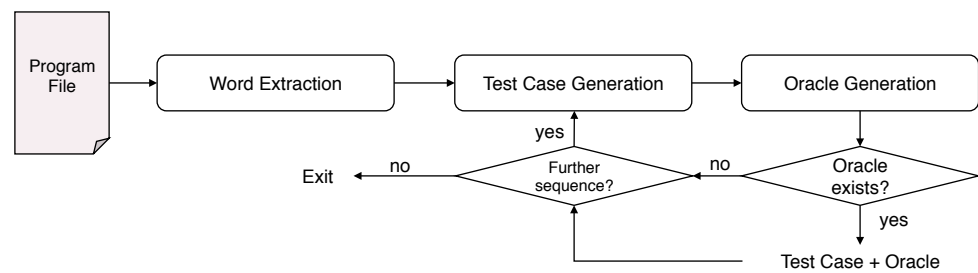 Program
File
Word Extraction
Test Case Generation
Oracle Generation
yes
Exit
no
Further
sequence?
no
Oracle
exists?
yes
Test Case + Oracle